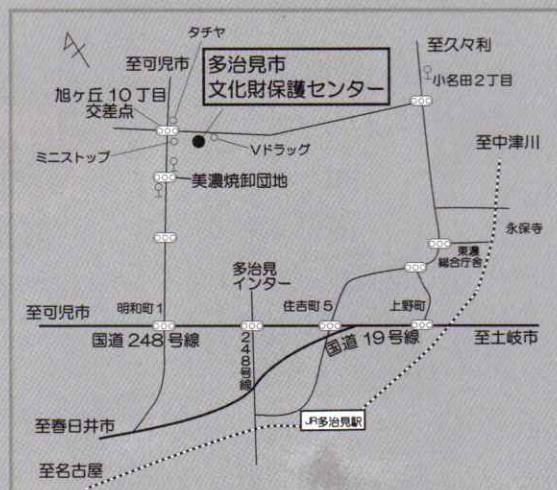 タチヤ
至可児市
多治見市
文化財保護センター
至久々利
小名田2丁目
旭ヶ丘10丁目
交差点
ミニストップ
Vドラッグ
至中津川
美濃焼卸団地
永保寺
東濃
総合庁舎
多治見
インター
至可児市
明和町1
住吉町5
上野町
国道248号線
248号線
国道19号線
至土岐市
至春日井市
JR多治見駅
至名古屋